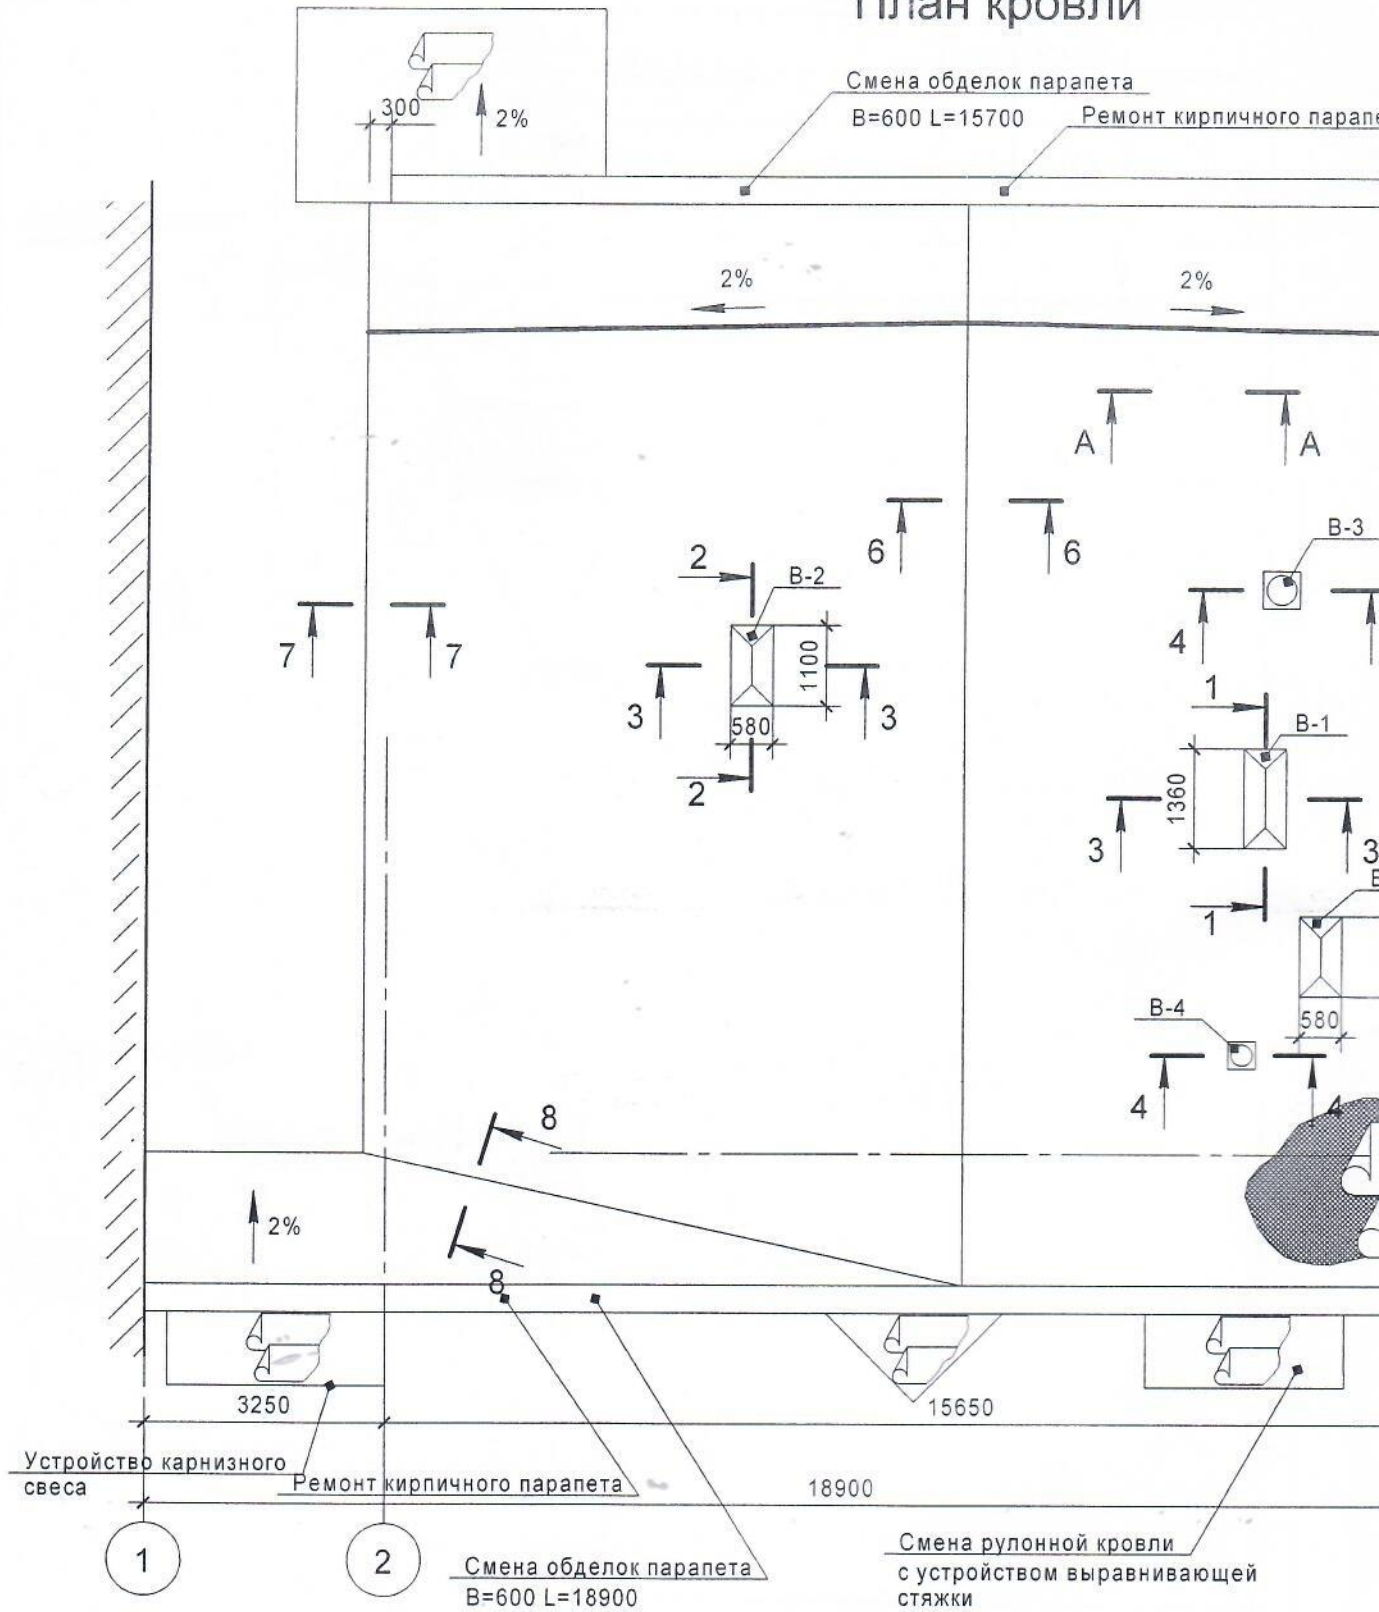 План кровли
Смена обделок парапета
B=600 L=15700
Ремонт кирпичного парапе
300
2%
2%
2%
А
А
6
6
В-3
2
В-2
4
7
7
1100
3
3
580
2
1
В-1
1360
3
3
1
В-4
580
4
4
8
2%
8
3250
15650
Устройство карнизного
свеса
Ремонт кирпичного парапета
18900
1
2
Смена обделок парапета
B=600 L=18900
Смена рулонной кровли
с устройством выравнивающей
стяжки